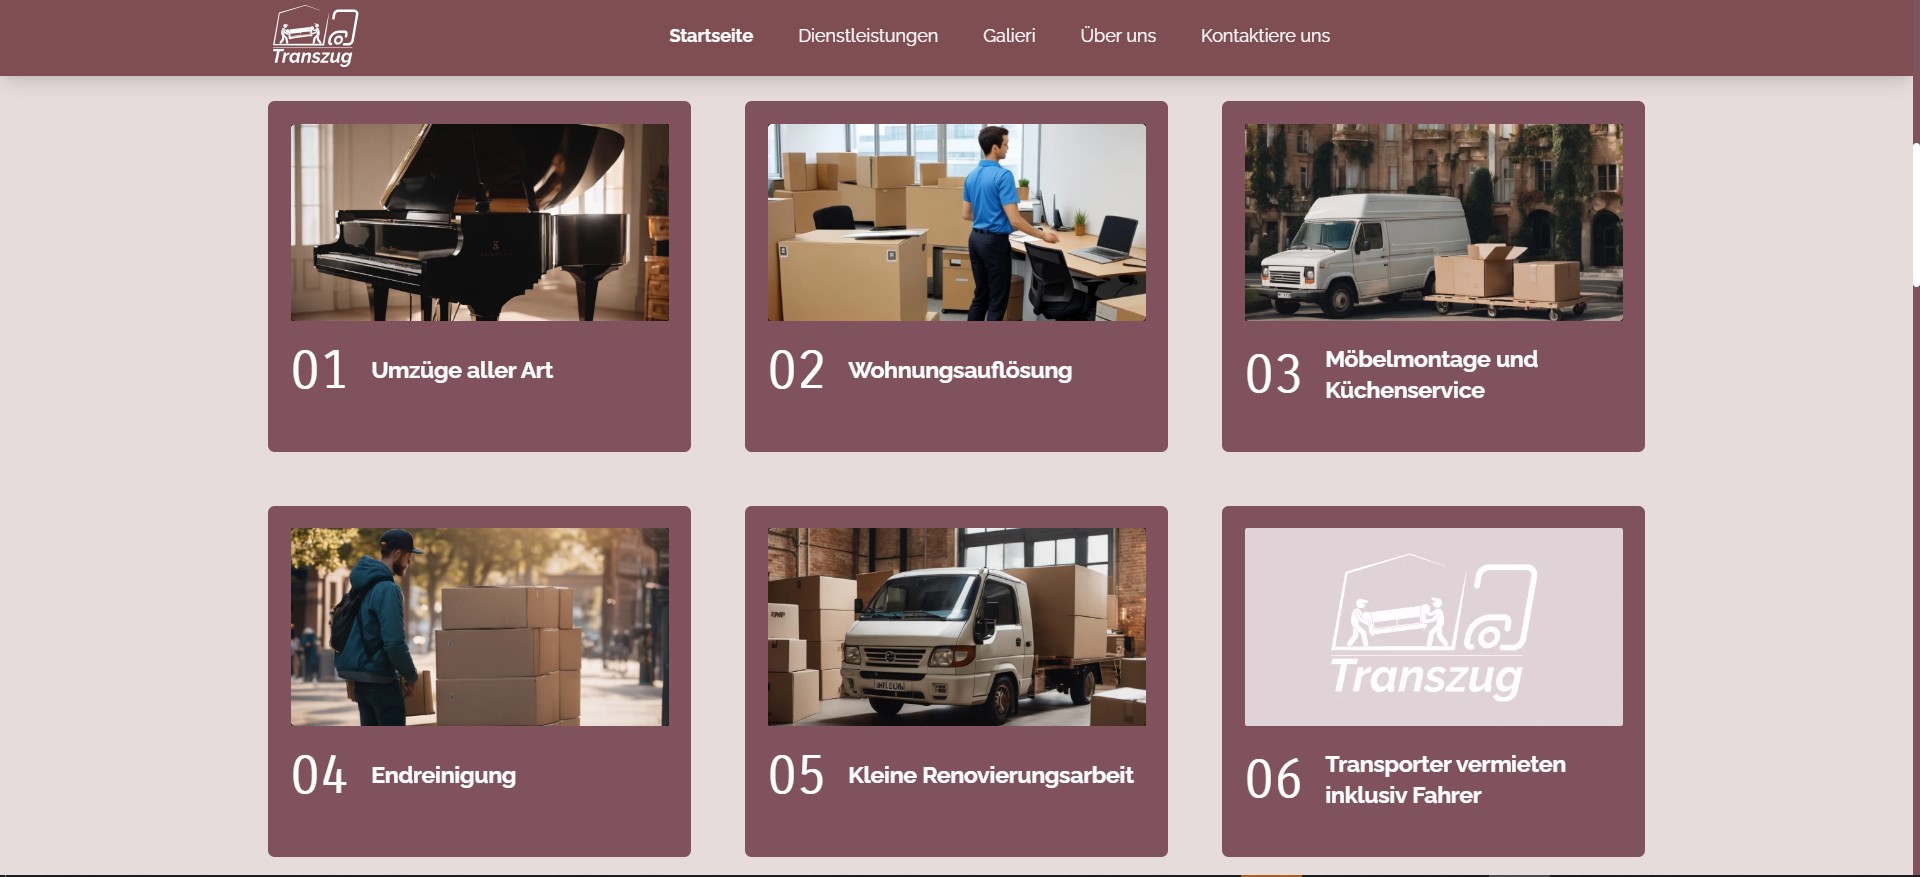 Transzug
Startseite
Dienstleistungen
Galieri
Über uns
Kontaktiere uns
01
Umzüge aller Art
02
Wohnungsauflösung
03
Möbelmontage und
Küchenservice
04
Endreinigung
05
Kleine Renovierungsarbeit
Transzug
06
Transporter vermieten
inklusiv Fahrer